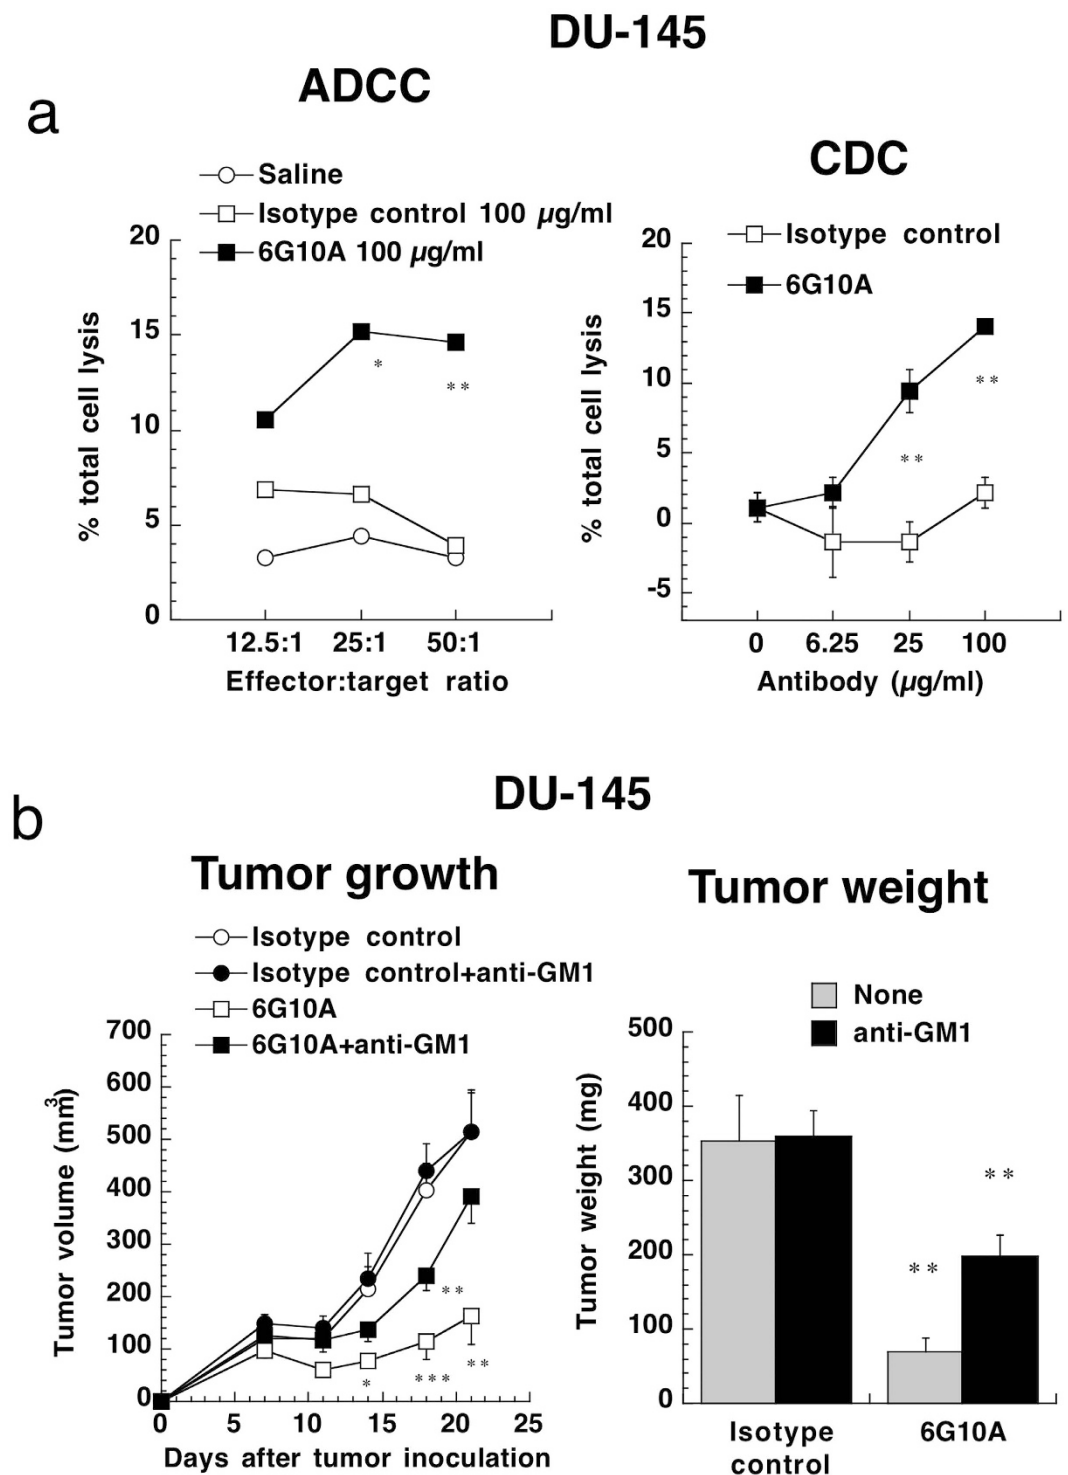 DU-145
ADCC
a
CDC
Saline
Isotype control 100 µg/ml
6G10A 100 µg/ml
Isotype control
6G10A
% total cell lysis
20
15
10
5
0
*
**
12.5:1 25:1 50:1
Effector:target ratio
% total cell lysis
20
15
10
5
0
-5
**
**
0 6.25 25 100
Antibody (µg/ml)
DU-145
b
Tumor growth
Tumor weight
Isotype control
Isotype control+anti-GM1
6G10A
6G10A+anti-GM1
None
anti-GM1
Tumor volume (mm3)
700
600
500
400
300
200
100
0
**
*
***
**
0 5 10 15 20 25
Days after tumor inoculation
Tumor weight (mg)
500
400
300
200
100
0
**
**
Isotype
control
6G10A